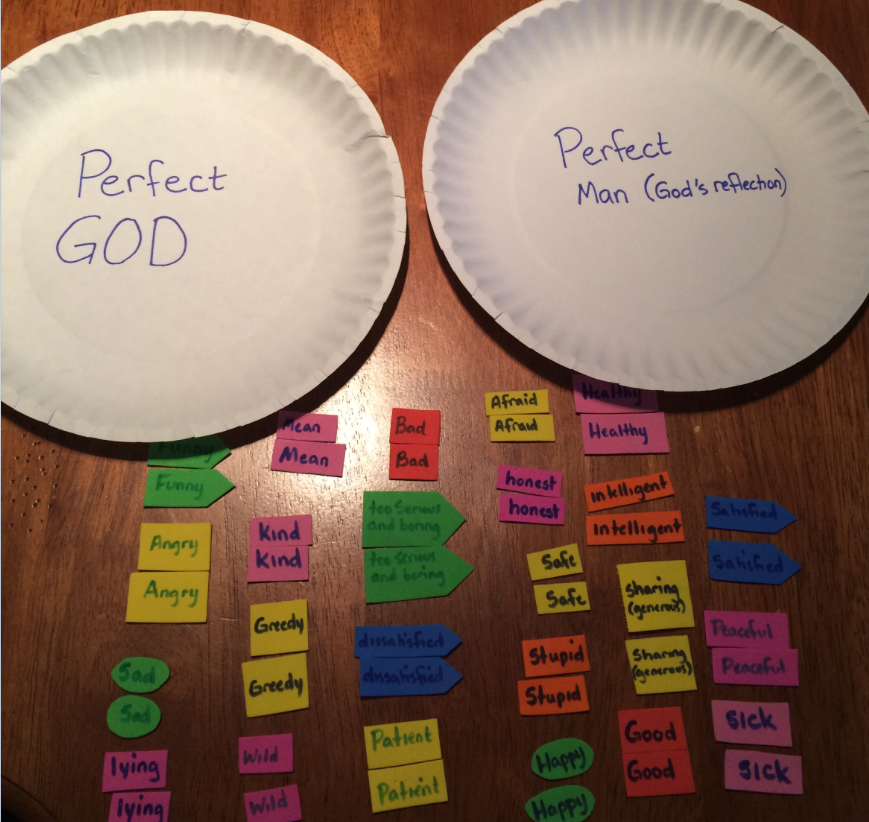 Perfect
GOD
Perfect
Man (God's reflection)
Funny
Funny
Angry
Angry
Sad
Sad
lying
lying
Mean
Mean
kind
kind
Greedy
Greedy
Wild
Wild
Bad
Bad
too serious
and boring
too serious
and boring
dissatisfied
dissatisfied
Patient
Patient
Afraid
Afraid
honest
honest
Safe
Safe
Stupid
Stupid
Happy
Happy
Healthy
Healthy
intelligent
intelligent
Sharing
(generous)
Sharing
(generous)
Good
Good
Satisfied
Satisfied
Peaceful
Peaceful
sick
sick